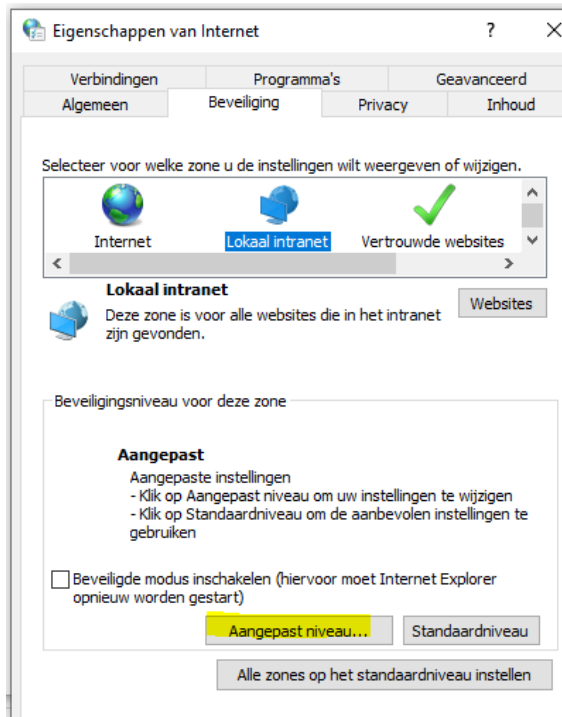 Eigenschappen van Internet
Verbindingen Programma's Geavanceerd
Algemeen Beveiliging Privacy Inhoud
Selecteer voor welke zone u de instellingen wilt weergeven of wijzigen.
Internet Lokaal intranet Vertrouwde websites
Lokaal intranet
Deze zone is voor alle websites die in het intranet
zijn gevonden.
Websites
Beveiligingsniveau voor deze zone
Aangepast
Aangepaste instellingen
- Klik op Aangepast niveau om uw instellingen te wijzigen
- Klik op Standaardniveau om de aanbevolen instellingen te
gebruiken
Beveiligde modus inschakelen (hiervoor moet Internet Explorer
opnieuw worden gestart)
Aangepast niveau... Standaardniveau
Alle zones op het standaardniveau instellen